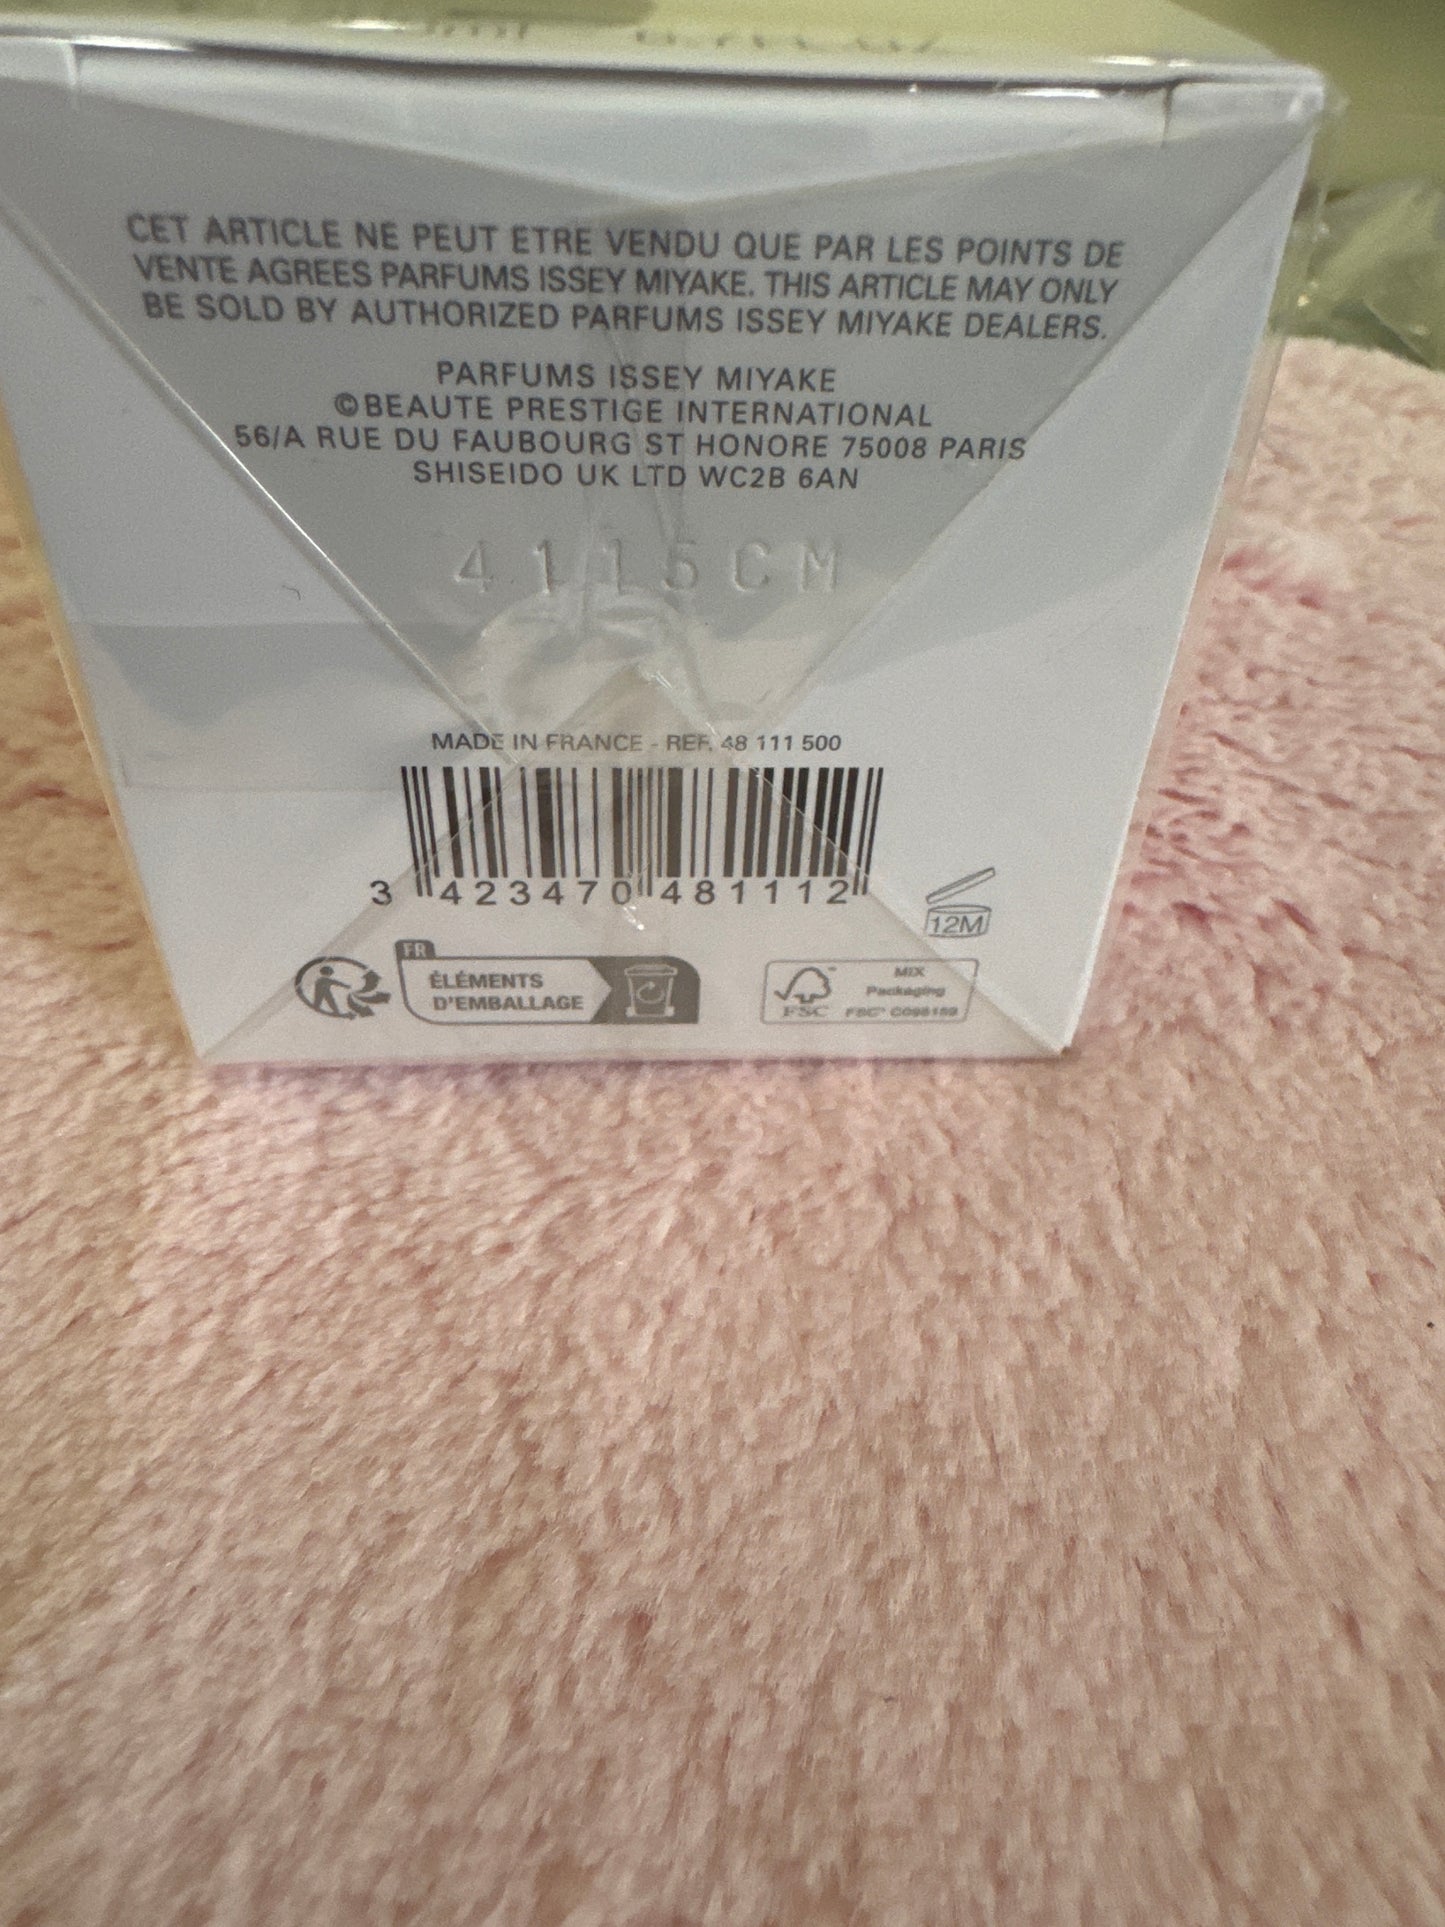 CET ARTICLE NE PEUT ETRE VENDU QUE PAR LES POINTS DE
VENTE AGREES PARFUMS ISSEY MIYAKE. THIS ARTICLE MAY ONLY
BE SOLD BY AUTHORIZED PARFUMS ISSEY MIYAKE DEALERS.
PARFUMS ISSEY MIYAKE
©BEAUTE PRESTIGE INTERNATIONAL
56/A RUE DU FAUBOURG ST HONORE 75008 PARIS
SHISEIDO UK LTD WC2B 6AN
4115CM
MADE IN FRANCE - REF. 48 111 500
3 423470 481112
12M
FR
ÉLÉMENTS
D'EMBALLAGE
MIX
Packaging
FSC